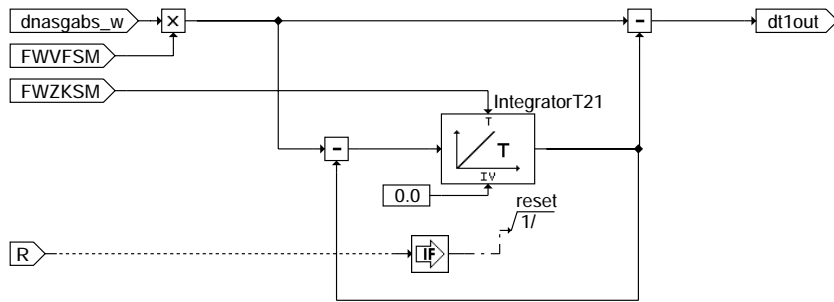 dnasgabs_w
dt1out
FWVFSM
FWZKSM
IntegratorT21
T
T
IV
0.0
reset
1/
R
IF